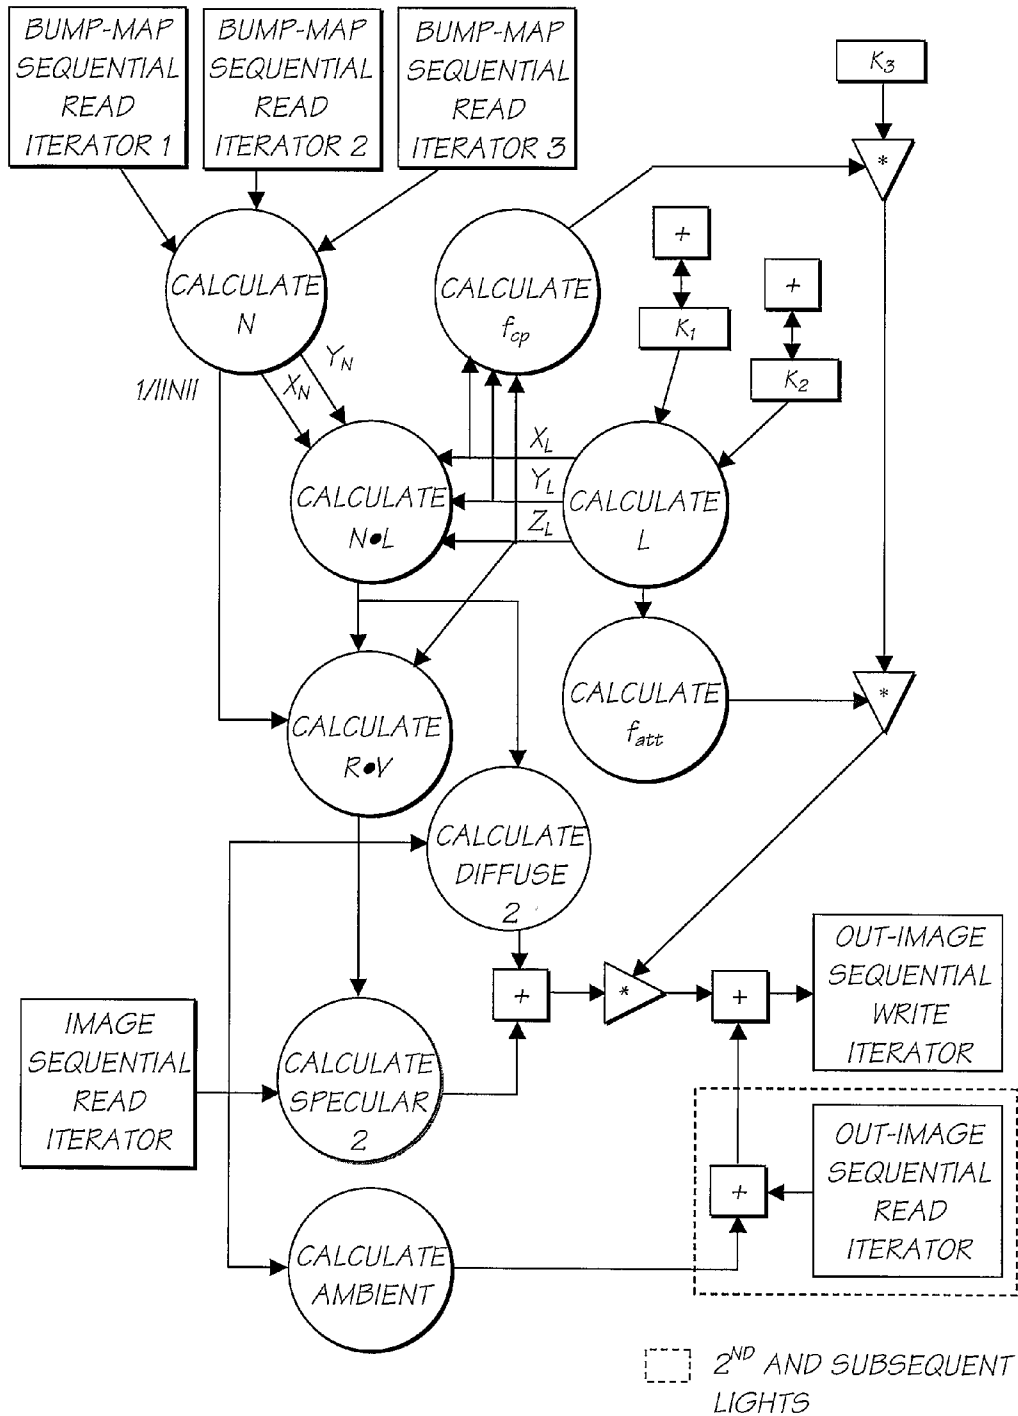 BUMP-MAP
SEQUENTIAL
READ
ITERATOR 1
BUMP-MAP
SEQUENTIAL
READ
ITERATOR 2
BUMP-MAP
SEQUENTIAL
READ
ITERATOR 3
K3
*
+
+
CALCULATE
N
CALCULATE
fcp
K1
K2
1/||N||
XN
YN
XL
YL
ZL
CALCULATE
N•L
CALCULATE
L
CALCULATE
fatt
*
CALCULATE
R•V
CALCULATE
DIFFUSE
2
OUT-IMAGE
SEQUENTIAL
WRITE
ITERATOR
+
*
+
IMAGE
SEQUENTIAL
READ
ITERATOR
CALCULATE
SPECULAR
2
OUT-IMAGE
SEQUENTIAL
READ
ITERATOR
+
CALCULATE
AMBIENT
2ND AND SUBSEQUENT
LIGHTS